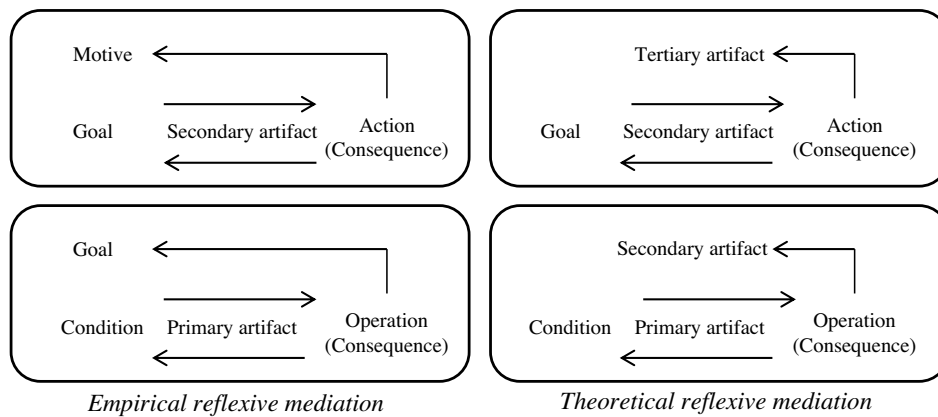 Motive
Goal
Secondary artifact
Action
(Consequence)
Tertiary artifact
Goal
Secondary artifact
Action
(Consequence)
Goal
Condition
Primary artifact
Operation
(Consequence)
Secondary artifact
Condition
Primary artifact
Operation
(Consequence)
Empirical reflexive mediation
Theoretical reflexive mediation